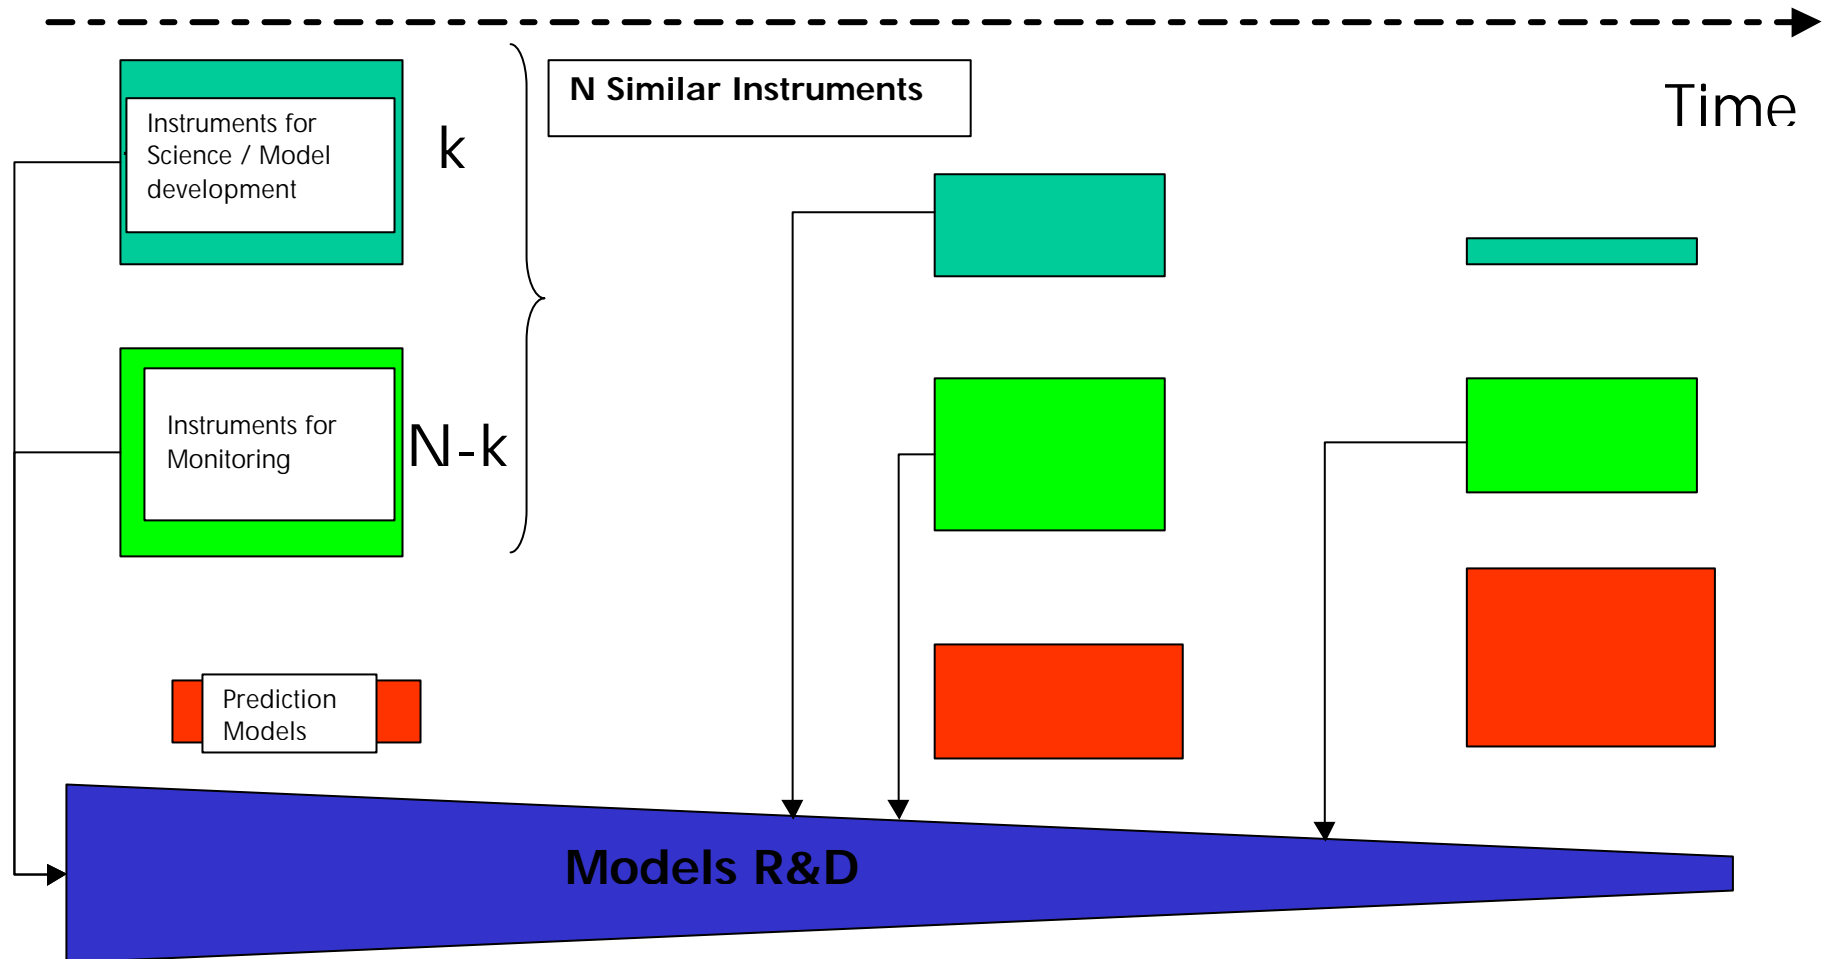 N Similar Instruments
Time
Instruments for
Science / Model
development
k
Instruments for
Monitoring
N-k
Prediction
Models
Models R&D